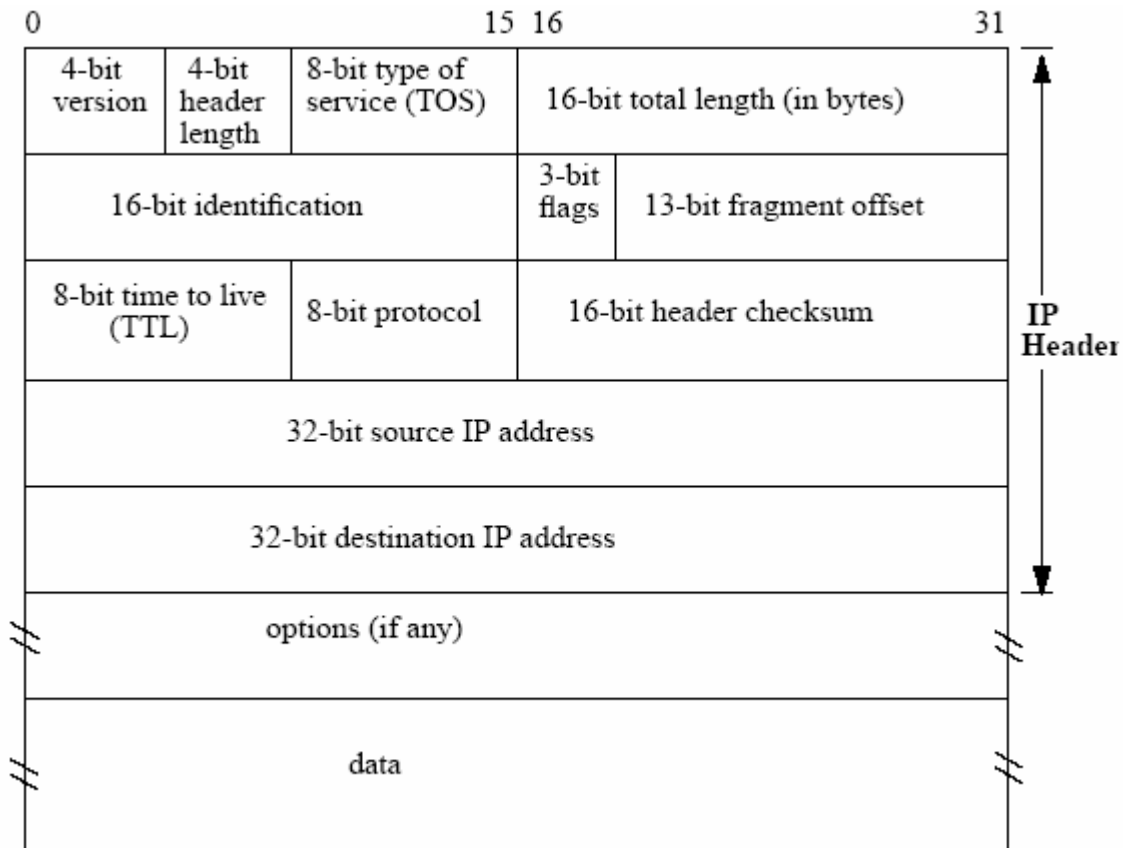 0
15
16
31
4-bit
version
4-bit
header
length
8-bit type of
service (TOS)
16-bit total length (in bytes)
16-bit identification
3-bit
flags
13-bit fragment offset
8-bit time to live
(TTL)
8-bit protocol
16-bit header checksum
IP
Header
32-bit source IP address
32-bit destination IP address
options (if any)
data